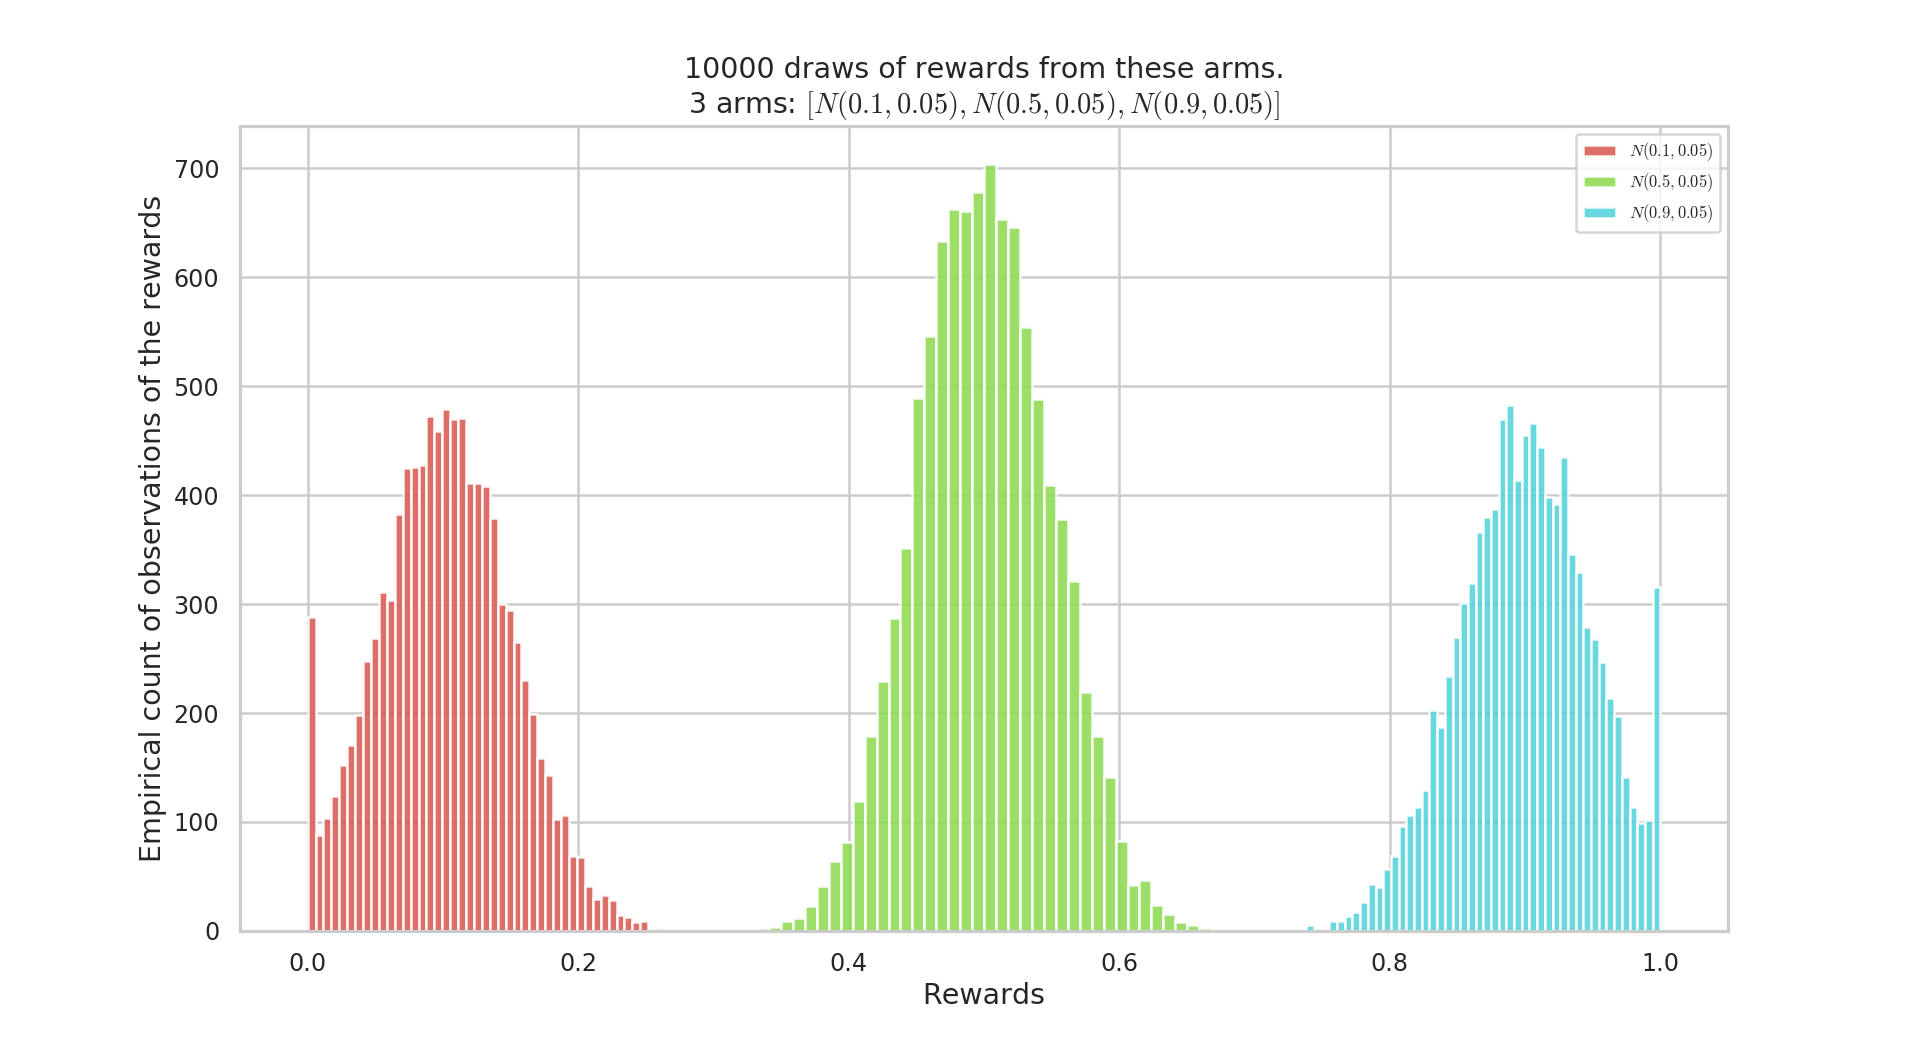 10000 draws of rewards from these arms.
3 arms: [N(0.1, 0.05), N(0.5, 0.05), N(0.9, 0.05)]
N(0.1, 0.05)
N(0.5, 0.05)
N(0.9, 0.05)
Empirical count of observations of the rewards
700
600
500
400
300
200
100
0
0.0 0.2 0.4 0.6 0.8 1.0
Rewards